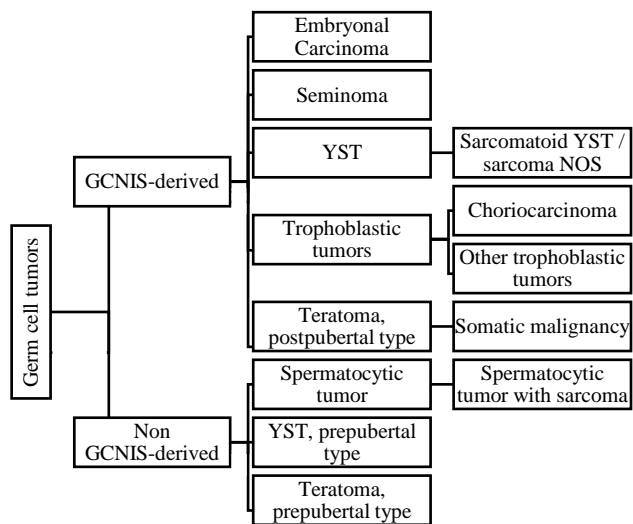 Germ cell tumors
GCNIS-derived
Embryonal
Carcinoma
Seminoma
YST
Sarcomatoid YST /
sarcoma NOS
Trophoblastic
tumors
Choriocarcinoma
Other trophoblastic
tumors
Teratoma,
postpubertal type
Somatic malignancy
Non
GCNIS-derived
Spermatocytic
tumor
Spermatocytic
tumor with sarcoma
YST, prepubertal
type
Teratoma,
prepubertal type